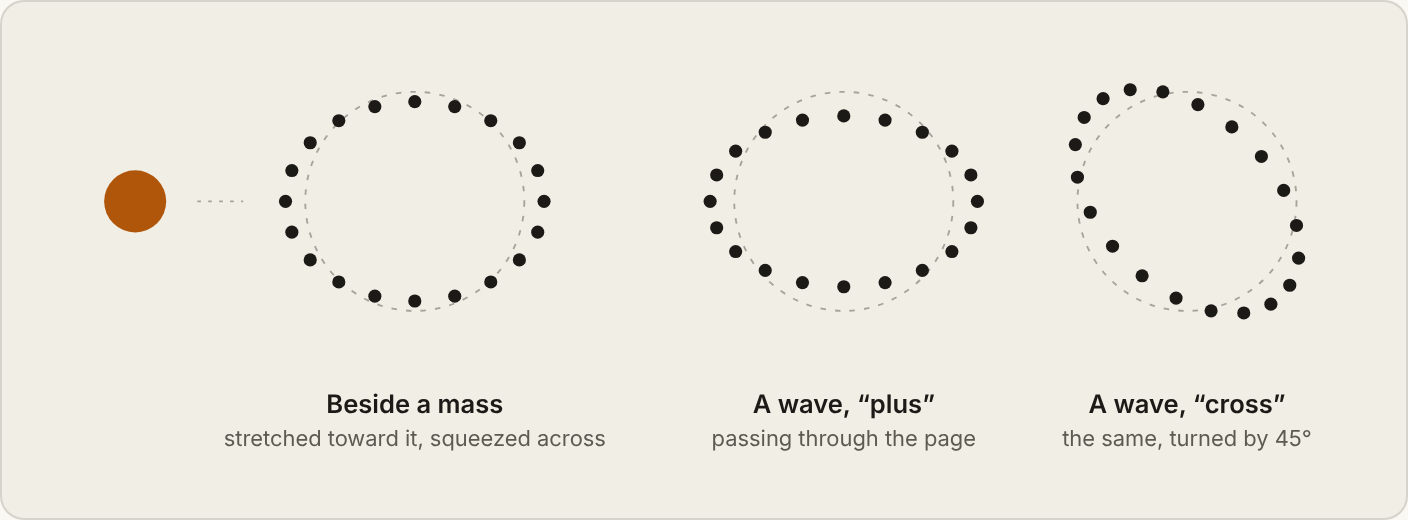 Beside a mass
stretched toward it, squeezed across
A wave, “plus”
passing through the page
A wave, “cross”
the same, turned by 45°